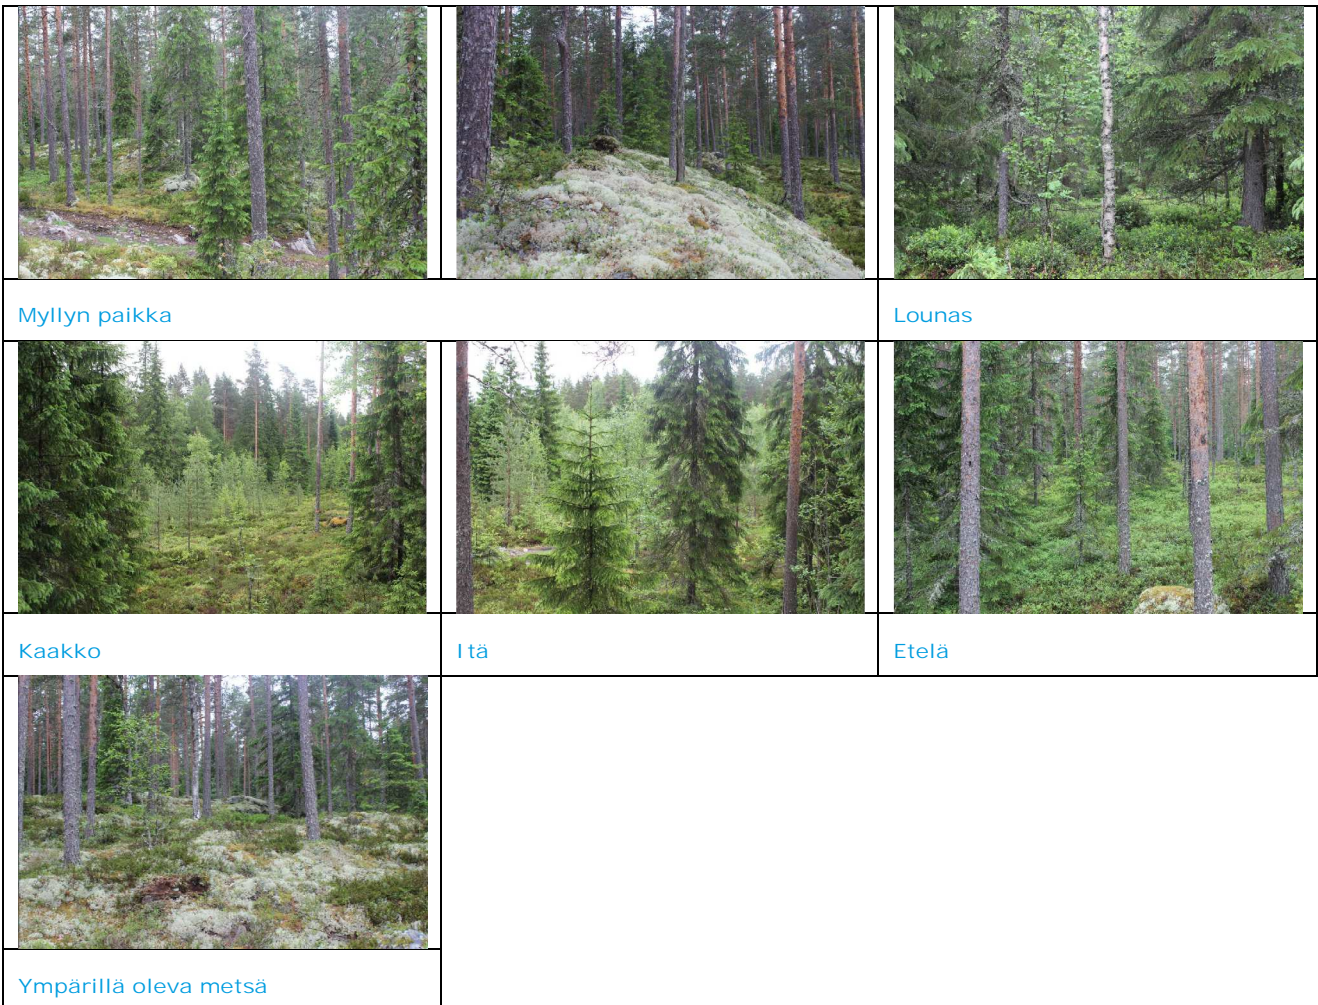 Myllyn paikka
Lounas
Kaakko
Itä
Etelä
Ympärillä oleva metsä